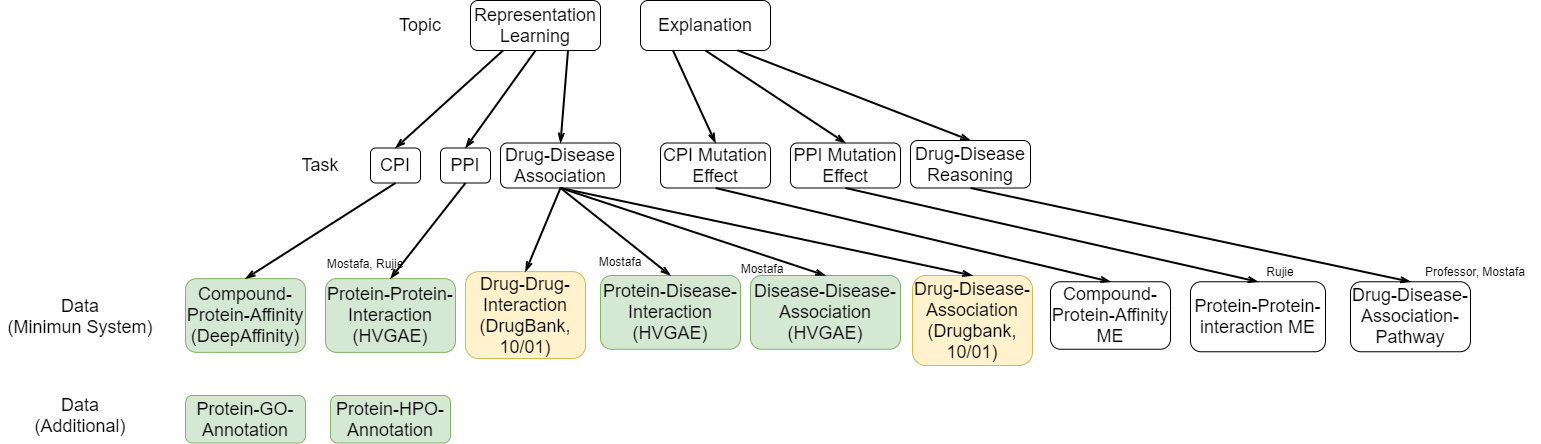 Topic
Representation
Learning
Explanation
Task
CPI
PPI
Drug-Disease
Association
CPI Mutation
Effect
PPI Mutation
Effect
Drug-Disease
Reasoning
Mostafa, Rujie
Mostafa
Mostafa
Rujie
Professor, Mostafa
Data
(Minimun System)
Compound-
Protein-Affinity
(DeepAffinity)
Protein-Protein-
Interaction
(HVGAE)
Drug-Drug-
Interaction
(DrugBank,
10/01)
Protein-Disease-
Interaction
(HVGAE)
Disease-Disease-
Association
(HVGAE)
Drug-Disease-
Association
(Drugbank,
10/01)
Compound-
Protein-Affinity
ME
Protein-Protein-
interaction ME
Drug-Disease-
Association-
Pathway
Data
(Additional)
Protein-GO-
Annotation
Protein-HPO-
Annotation